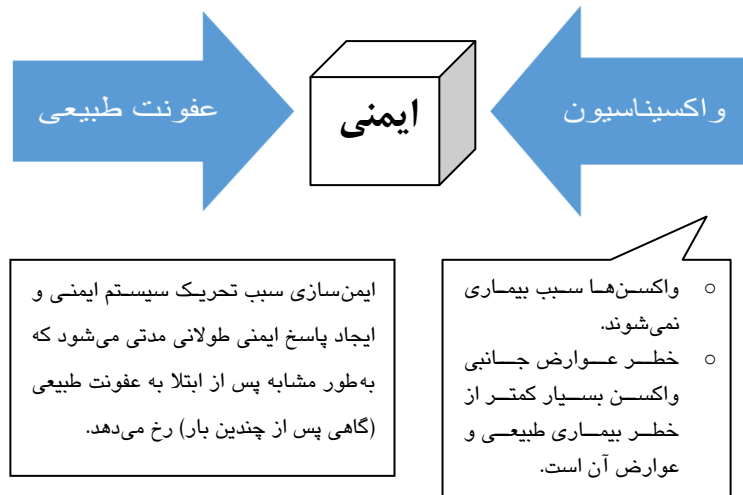 واکسیناسیون
ایمنی
عفونت طبیعی
○ واکسن‌ها سبب بیماری
نمی‌شوند.
○ خطر عوارض جانبی
واکسن بسیار کمتر از
خطر بیماری طبیعی و
عوارض آن است.
ایمن‌سازی سبب تحریک سیستم ایمنی و
ایجاد پاسخ ایمنی طولانی مدتی می‌شود که
به‌طور مشابه پس از ابتلا به عفونت طبیعی
(گاهی پس از چندین بار) رخ می‌دهد.